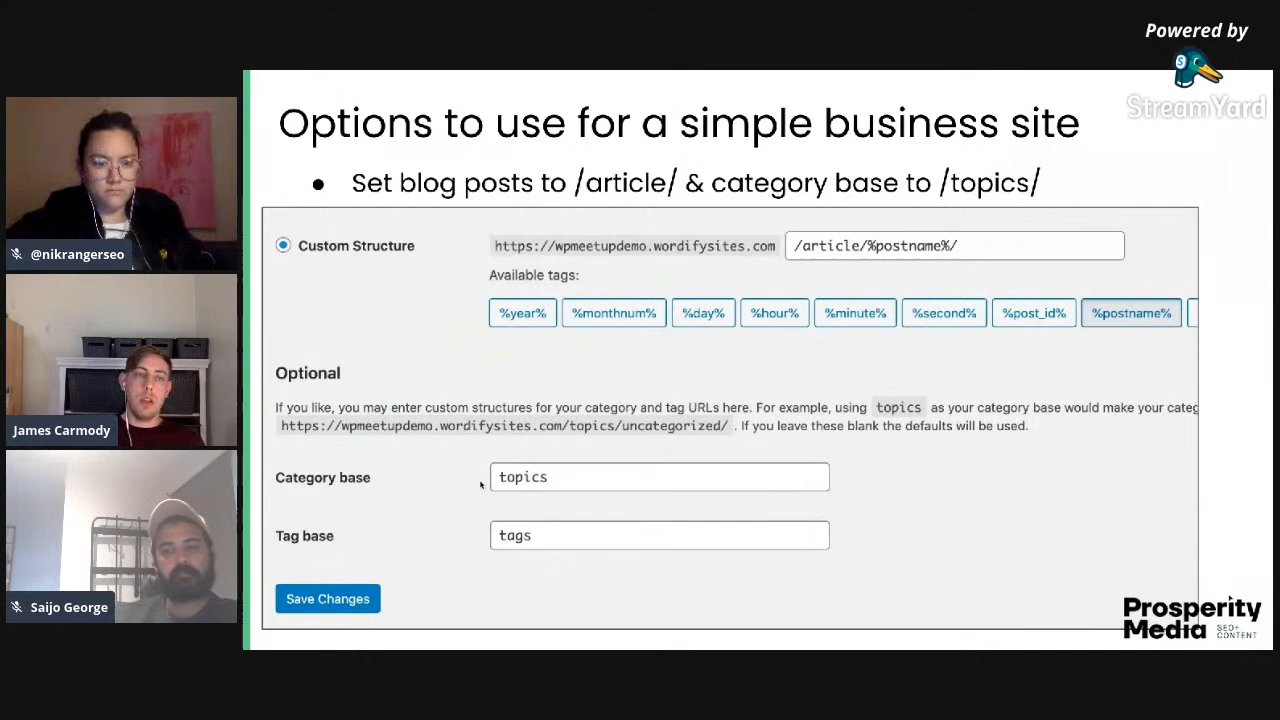 Powered by
StreamYard
@nikrangerseo
James Carmody
Saijo George
Options to use for a simple business site
● Set blog posts to /article/ & category base to /topics/
Custom Structure
https://wpmeetupdemo.wordifysites.com /article/%postname%/
Available tags:
%year% %monthnum% %day% %hour% %minute% %second% %post_id% %postname%
Optional
If you like, you may enter custom structures for your category and tag URLs here. For example, using topics as your category base would make your categ
https://wpmeetupdemo.wordifysites.com/topics/uncategorized/ . If you leave these blank the defaults will be used.
Category base topics
Tag base tags
Save Changes
Prosperity
Media SEO+
CONTENT